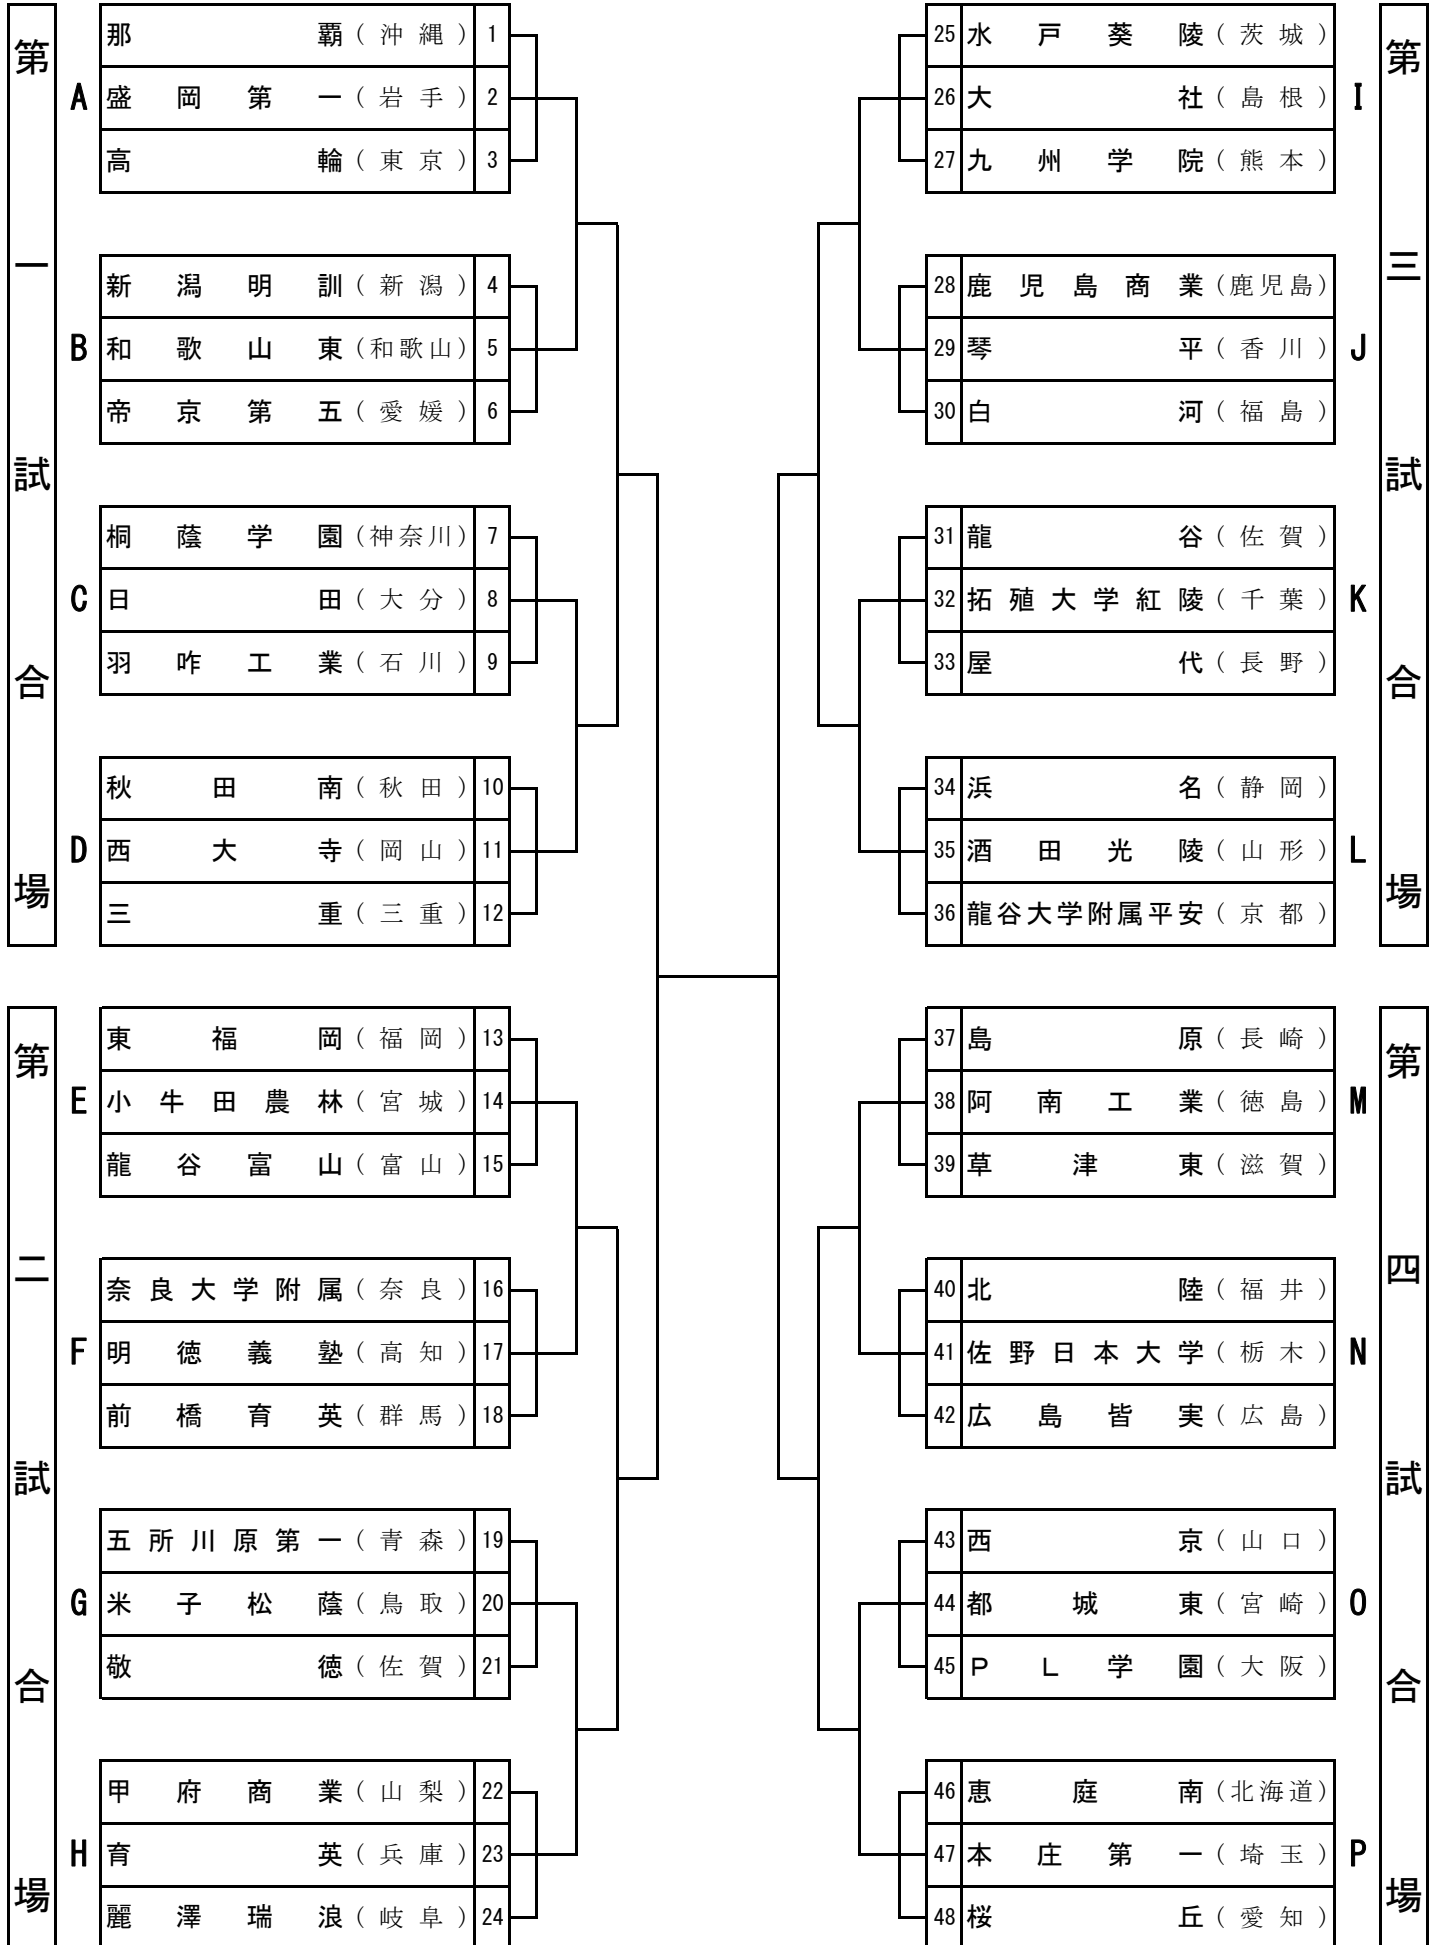 第一試合場
A
那覇（沖縄） 1
盛岡第一（岩手） 2
高輪（東京） 3
B
新潟明訓（新潟） 4
和歌山東（和歌山） 5
帝京第五（愛媛） 6
C
桐蔭学園（神奈川） 7
日田（大分） 8
羽咋工業（石川） 9
D
秋田南（秋田） 10
西大寺（岡山） 11
三重（三重） 12
第二試合場
E
東福岡（福岡） 13
小牛田農林（宮城） 14
龍谷富山（富山） 15
F
奈良大学附属（奈良） 16
明徳義塾（高知） 17
前橋育英（群馬） 18
G
五所川原第一（青森） 19
米子松蔭（鳥取） 20
敬徳（佐賀） 21
H
甲府商業（山梨） 22
育英（兵庫） 23
麗澤瑞浪（岐阜） 24
第三試合場
I
25 水戸葵陵（茨城）
26 大社（島根）
27 九州学院（熊本）
J
28 鹿児島商業（鹿児島）
29 琴平（香川）
30 白河（福島）
K
31 龍谷（佐賀）
32 拓殖大学紅陵（千葉）
33 屋代（長野）
L
34 浜名（静岡）
35 酒田光陵（山形）
36 龍谷大学附属平安（京都）
第四試合場
M
37 島原（長崎）
38 阿南工業（徳島）
39 草津東（滋賀）
N
40 北陸（福井）
41 佐野日本大学（栃木）
42 広島皆実（広島）
O
43 西京（山口）
44 都城東（宮崎）
45 ＰＬ学園（大阪）
P
46 恵庭南（北海道）
47 本庄第一（埼玉）
48 桜丘（愛知）